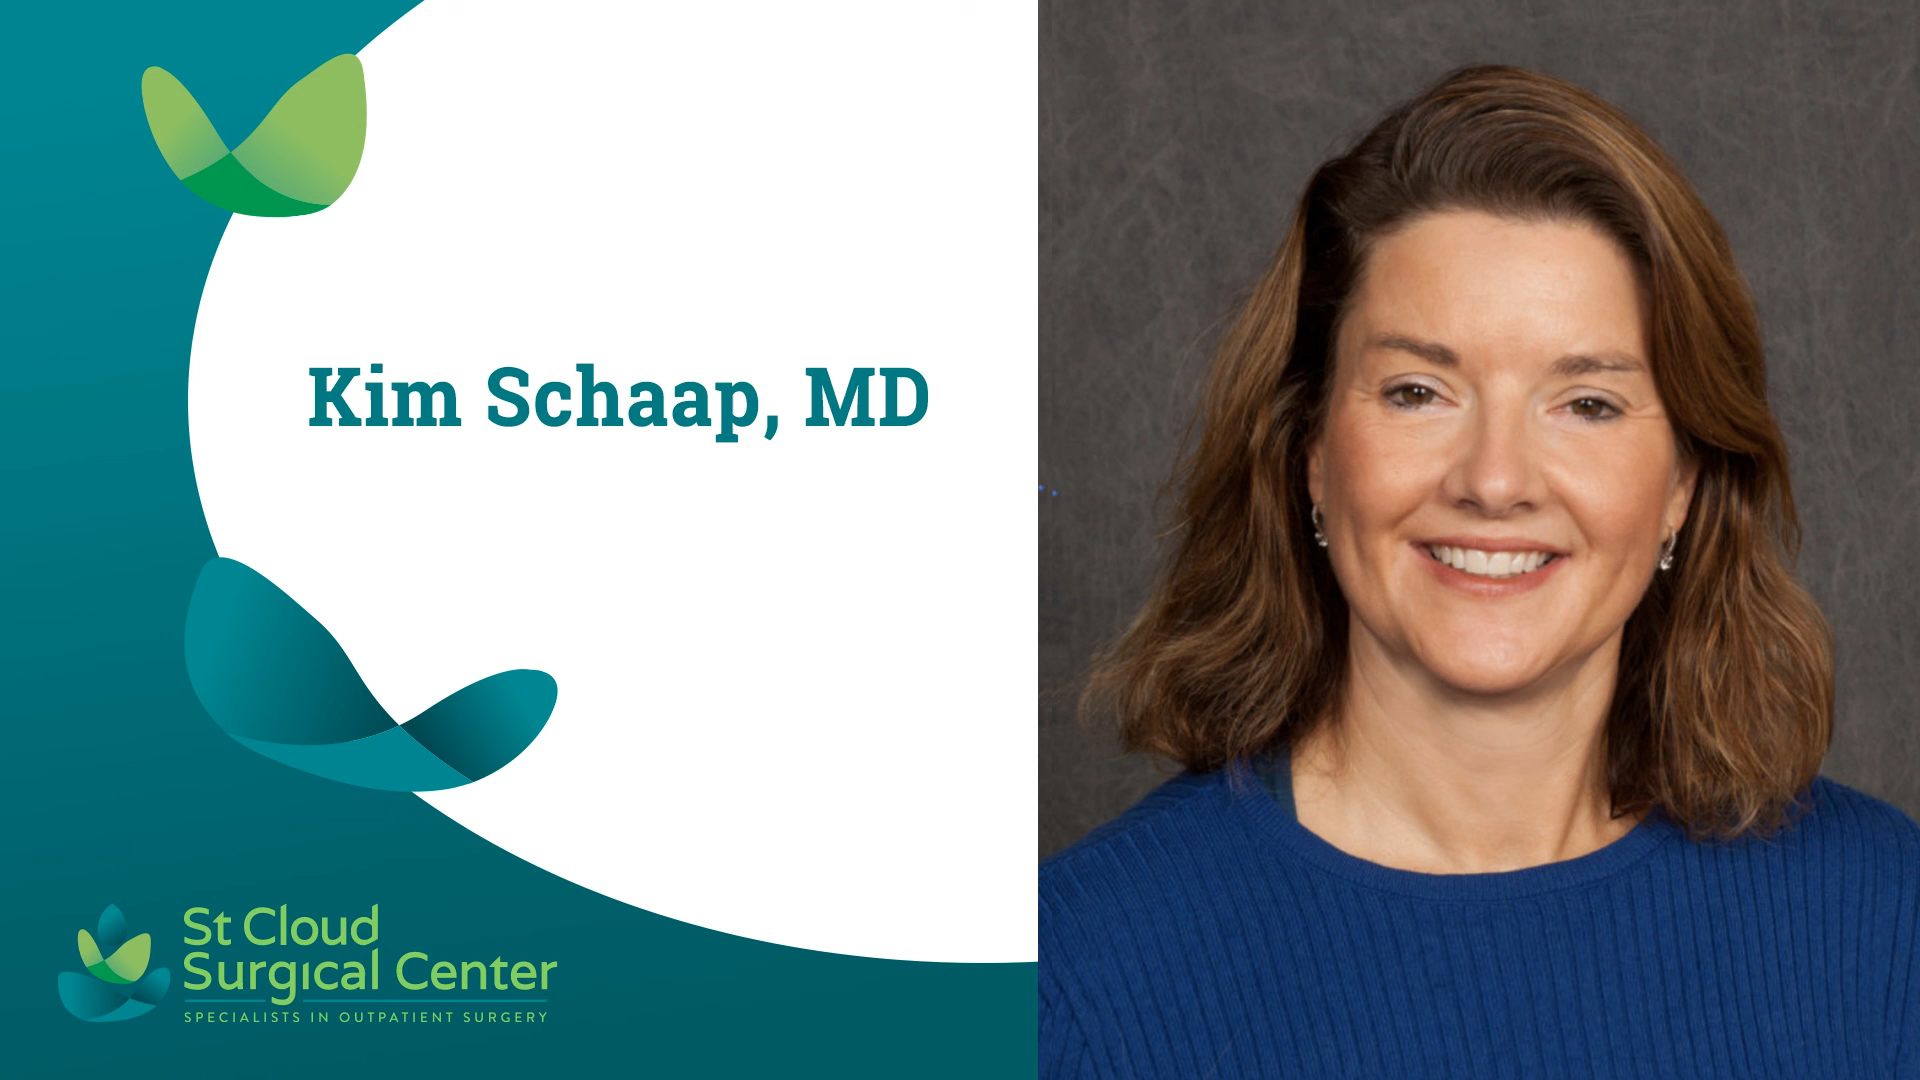 Kim Schaap, MD
St Cloud
Surgical Center
SPECIALISTS IN OUTPATIENT SURGERY